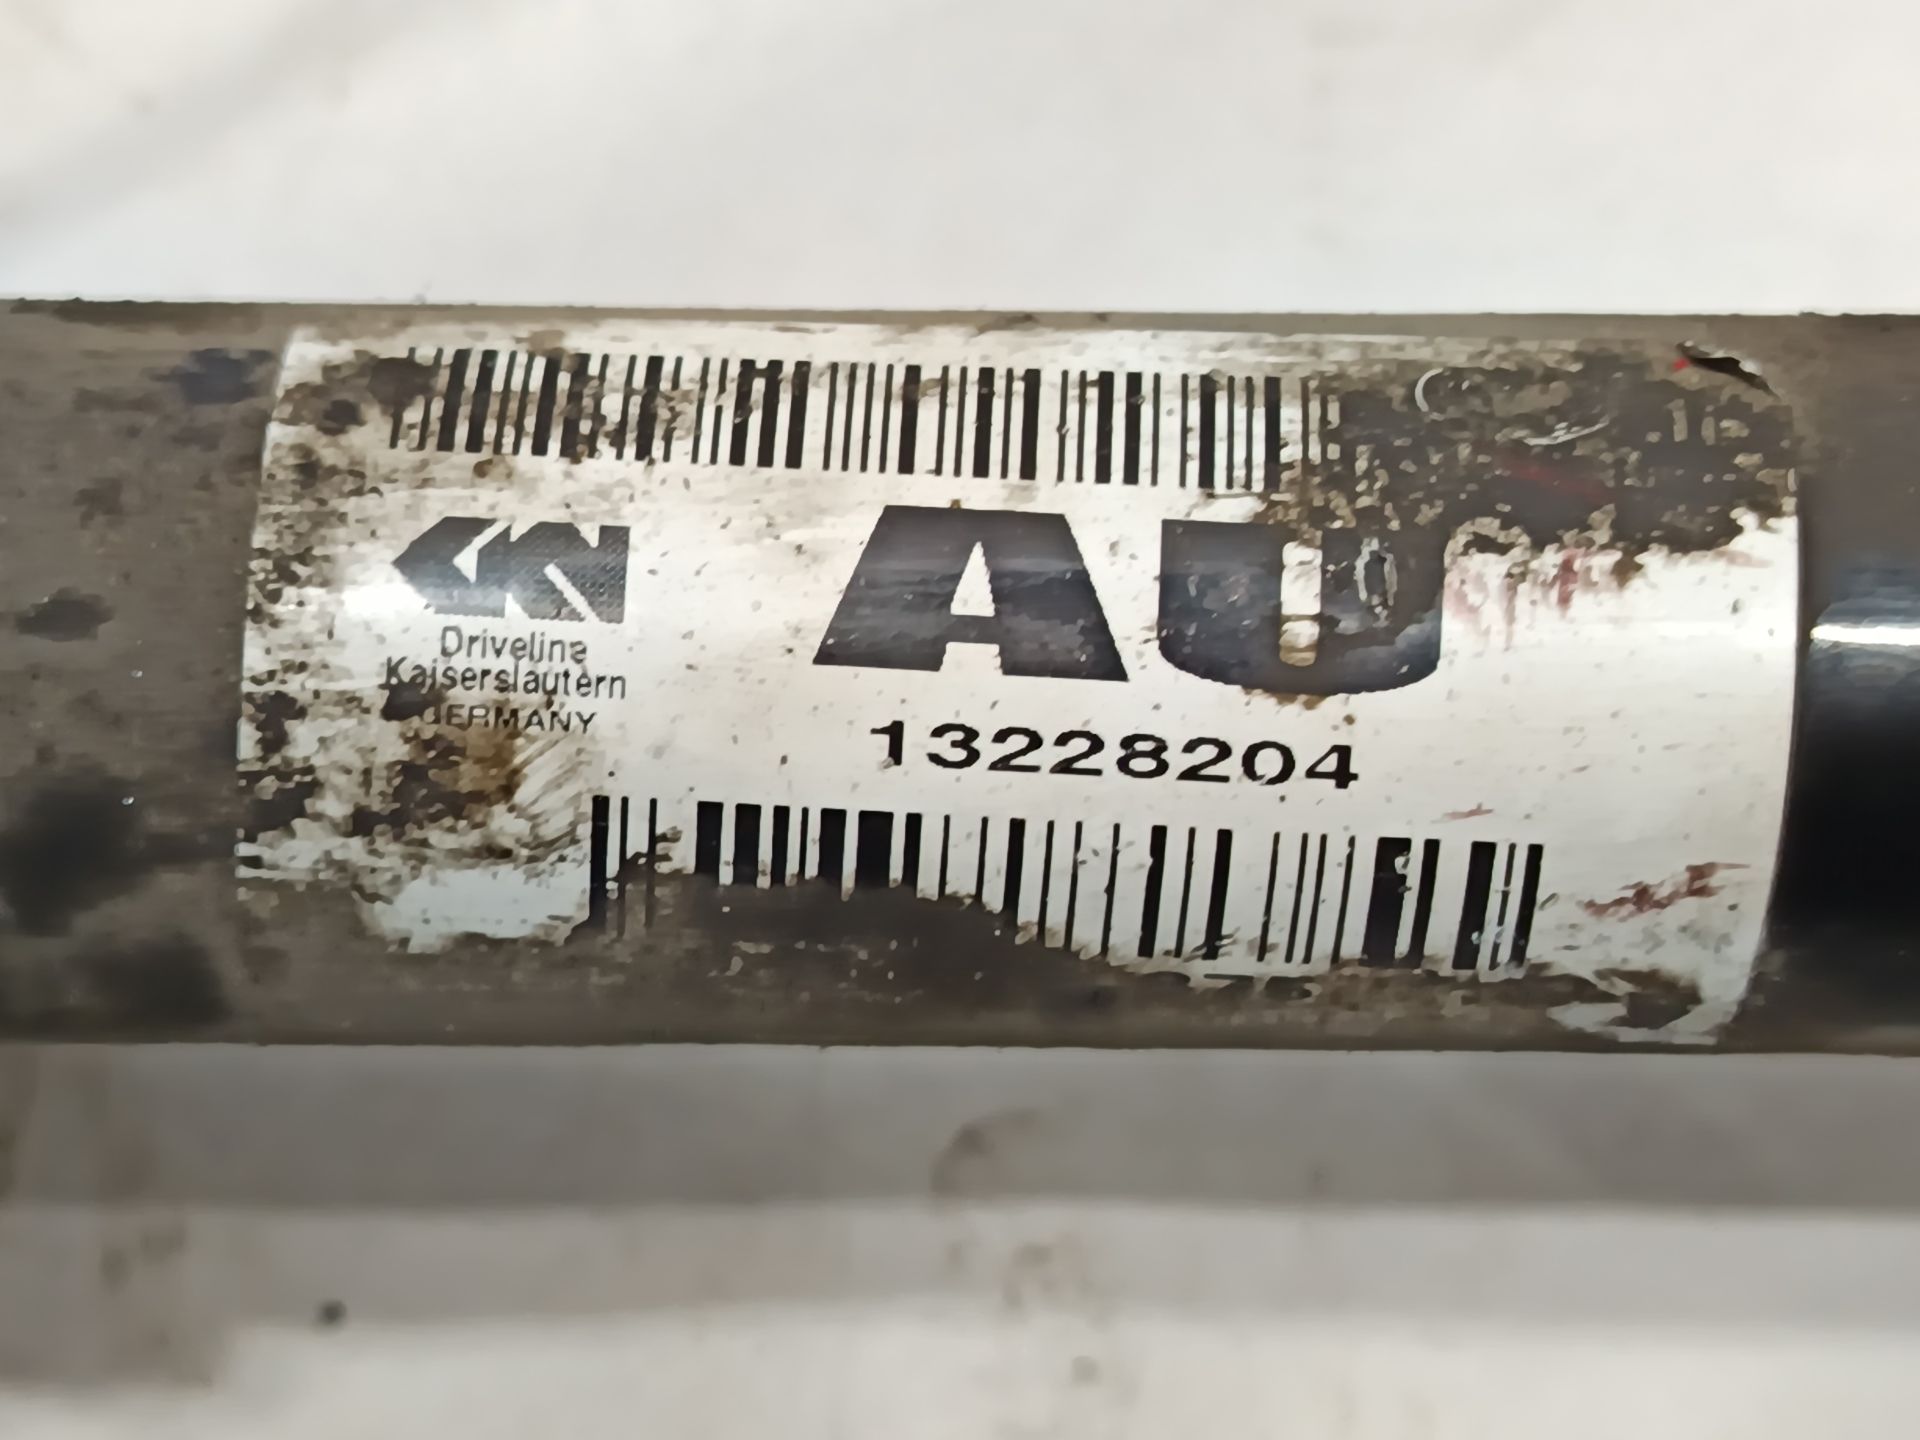 GKN
Driveline
Kaiserslautern
GERMANY
AU
13228204